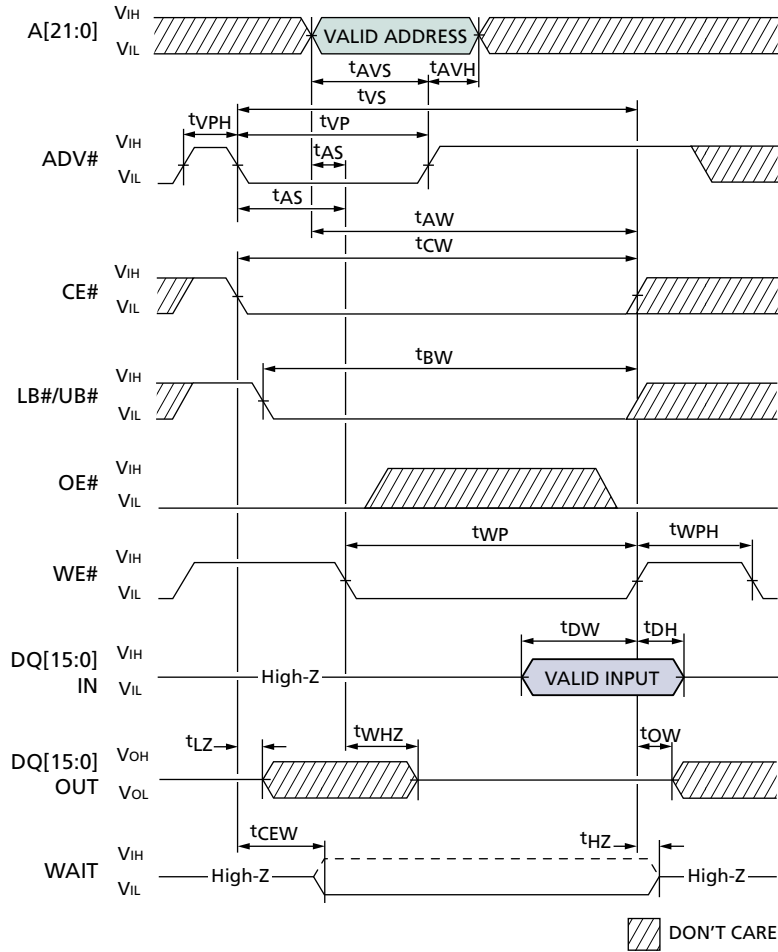 A[21:0]
VIH
VIL
VALID ADDRESS
tAVS
tAVH
tVS
ADV#
VIH
VIL
tVPH
tVP
tAS
tAS
tAW
tCW
CE#
VIH
VIL
tBW
LB#/UB#
VIH
VIL
OE#
VIH
VIL
tWP
tWPH
WE#
VIH
VIL
tDW
tDH
DQ[15:0]
IN
VIH
VIL
High-Z
VALID INPUT
tLZ
tWHZ
tOW
DQ[15:0]
OUT
VOH
VOL
tCEW
tHZ
WAIT
VIH
VIL
High-Z
High-Z
DON'T CARE